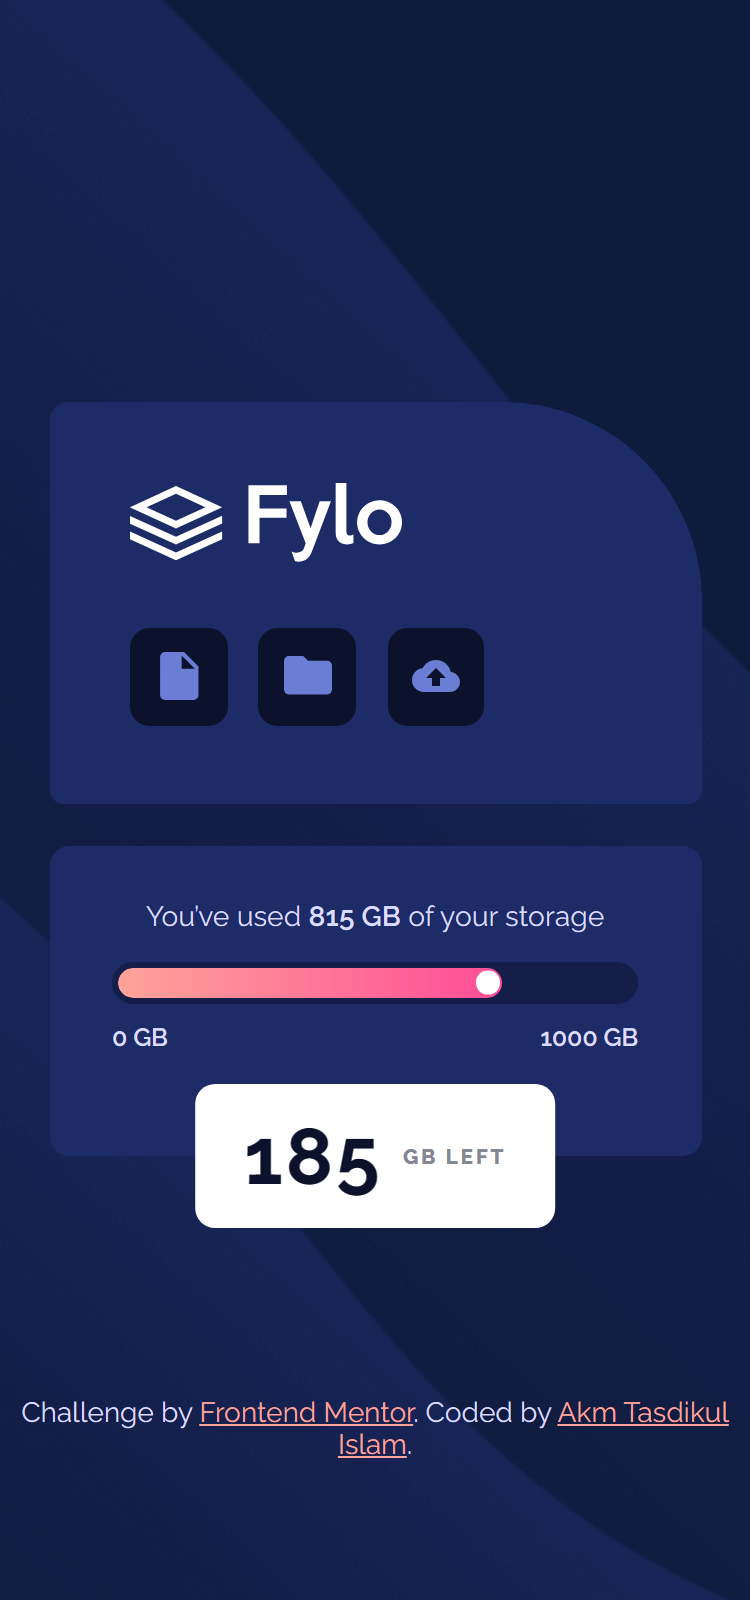 Fylo
You’ve used 815 GB of your storage
0 GB 1000 GB
185 GB LEFT
Challenge by Frontend Mentor. Coded by Akm Tasdikul
Islam.